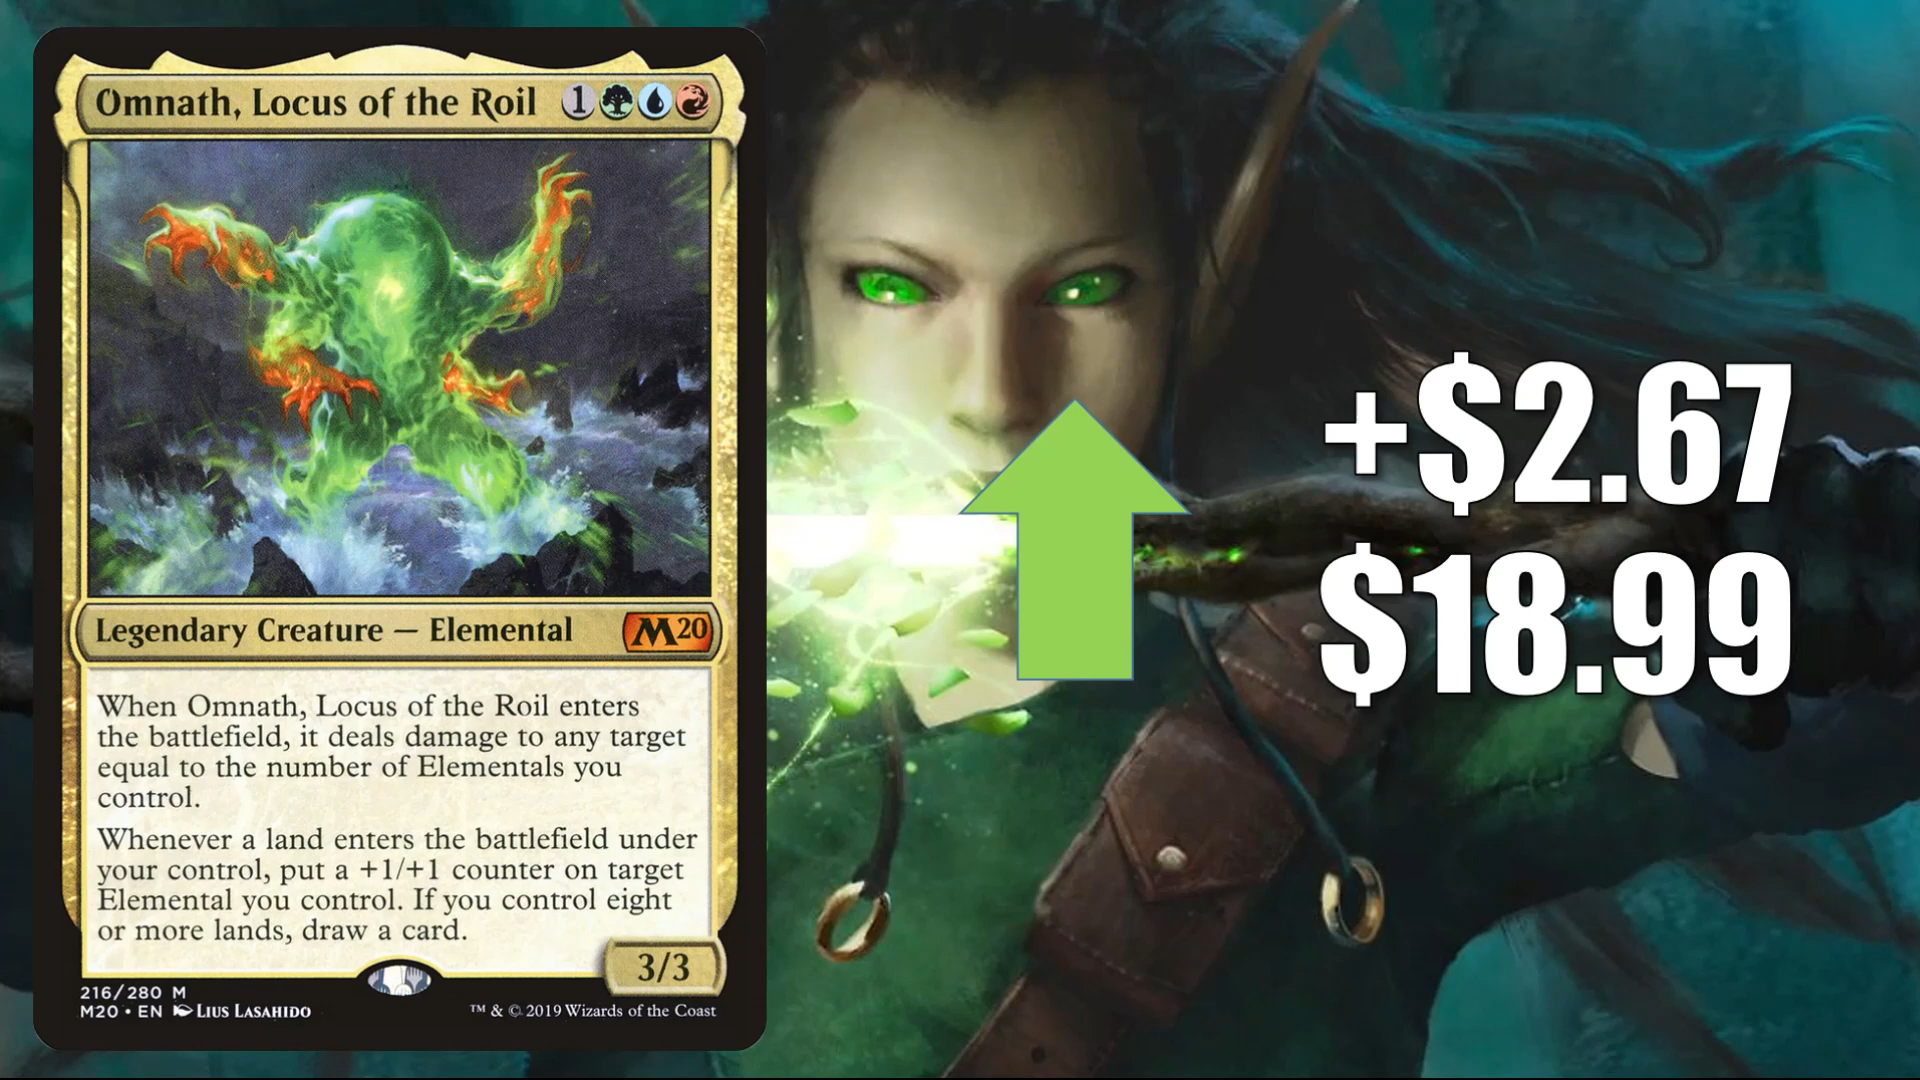 Omnath, Locus of the Roil 1
Legendary Creature — Elemental M20
When Omnath, Locus of the Roil enters
the battlefield, it deals damage to any target
equal to the number of Elementals you
control.
Whenever a land enters the battlefield under
your control, put a +1/+1 counter on target
Elemental you control. If you control eight
or more lands, draw a card.
3/3
216/280 M
M20 • EN LIUS LASAHIDO
™ & © 2019 Wizards of the Coast
+$2.67
$18.99